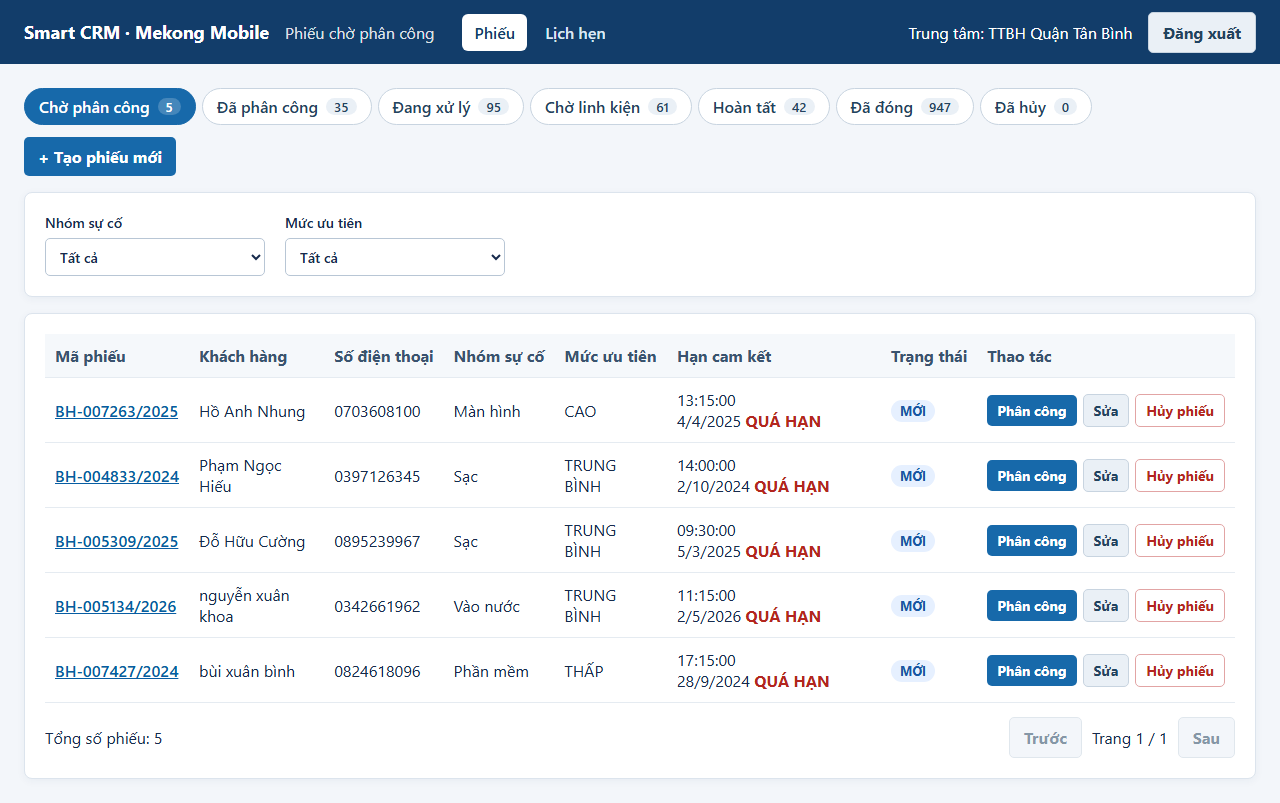 Smart CRM · Mekong Mobile Phiếu chờ phân công Phiếu Lịch hẹn Trung tâm: TTBH Quận Tân Bình Đăng xuất
Chờ phân công 5 Đã phân công 35 Đang xử lý 95 Chờ linh kiện 61 Hoàn tất 42 Đã đóng 947 Đã hủy 0
+ Tạo phiếu mới
Nhóm sự cố Mức ưu tiên
Tất cả Tất cả
Mã phiếu Khách hàng Số điện thoại Nhóm sự cố Mức ưu tiên Hạn cam kết Trạng thái Thao tác
BH-007263/2025 Hồ Anh Nhung 0703608100 Màn hình CAO 13:15:00
4/4/2025 QUÁ HẠN MỚI Phân công Sửa Hủy phiếu
BH-004833/2024 Phạm Ngọc
Hiếu 0397126345 Sạc TRUNG
BÌNH 14:00:00
2/10/2024 QUÁ HẠN MỚI Phân công Sửa Hủy phiếu
BH-005309/2025 Đỗ Hữu Cường 0895239967 Sạc TRUNG
BÌNH 09:30:00
5/3/2025 QUÁ HẠN MỚI Phân công Sửa Hủy phiếu
BH-005134/2026 nguyễn xuân
khoa 0342661962 Vào nước TRUNG
BÌNH 11:15:00
2/5/2026 QUÁ HẠN MỚI Phân công Sửa Hủy phiếu
BH-007427/2024 bùi xuân bình 0824618096 Phần mềm THẤP 17:15:00
28/9/2024 QUÁ HẠN MỚI Phân công Sửa Hủy phiếu
Tổng số phiếu: 5 Trước Trang 1 / 1 Sau